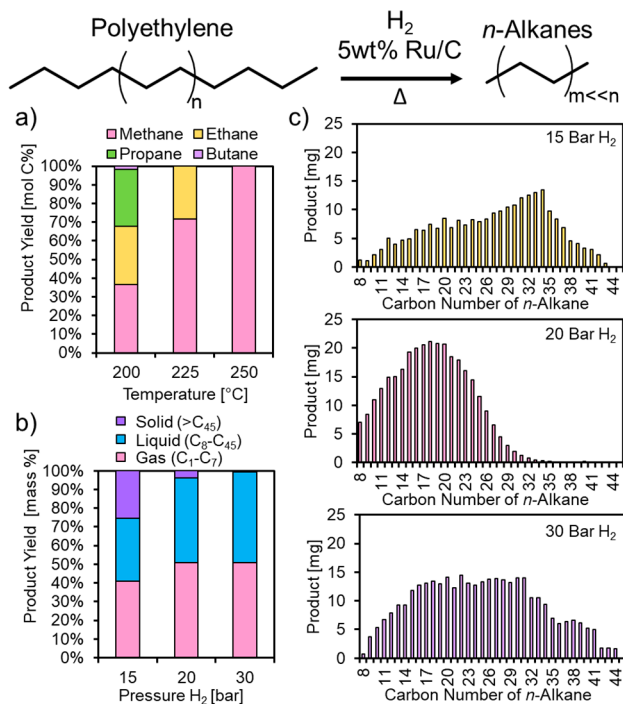 Polyethylene
H2
5wt% Ru/C
Δ
n-Alkanes
n
m<<n
a)
Methane
Ethane
Propane
Butane
100%
90%
80%
70%
60%
50%
40%
30%
20%
10%
0%
Product Yield [mol C%]
200
225
250
Temperature [°C]
b)
Solid (>C45)
Liquid (C8-C45)
Gas (C1-C7)
100%
90%
80%
70%
60%
50%
40%
30%
20%
10%
0%
Product Yield [mass %]
15
20
30
Pressure H2 [bar]
c)
15 Bar H2
25
20
15
10
5
0
Product [mg]
8
11
14
17
20
23
26
29
32
35
38
41
44
Carbon Number of n-Alkane
20 Bar H2
25
20
15
10
5
0
Product [mg]
8
11
14
17
20
23
26
29
32
35
38
41
44
Carbon Number of n-Alkane
30 Bar H2
25
20
15
10
5
0
Product [mg]
8
11
14
17
20
23
26
29
32
35
38
41
44
Carbon Number of n-Alkane